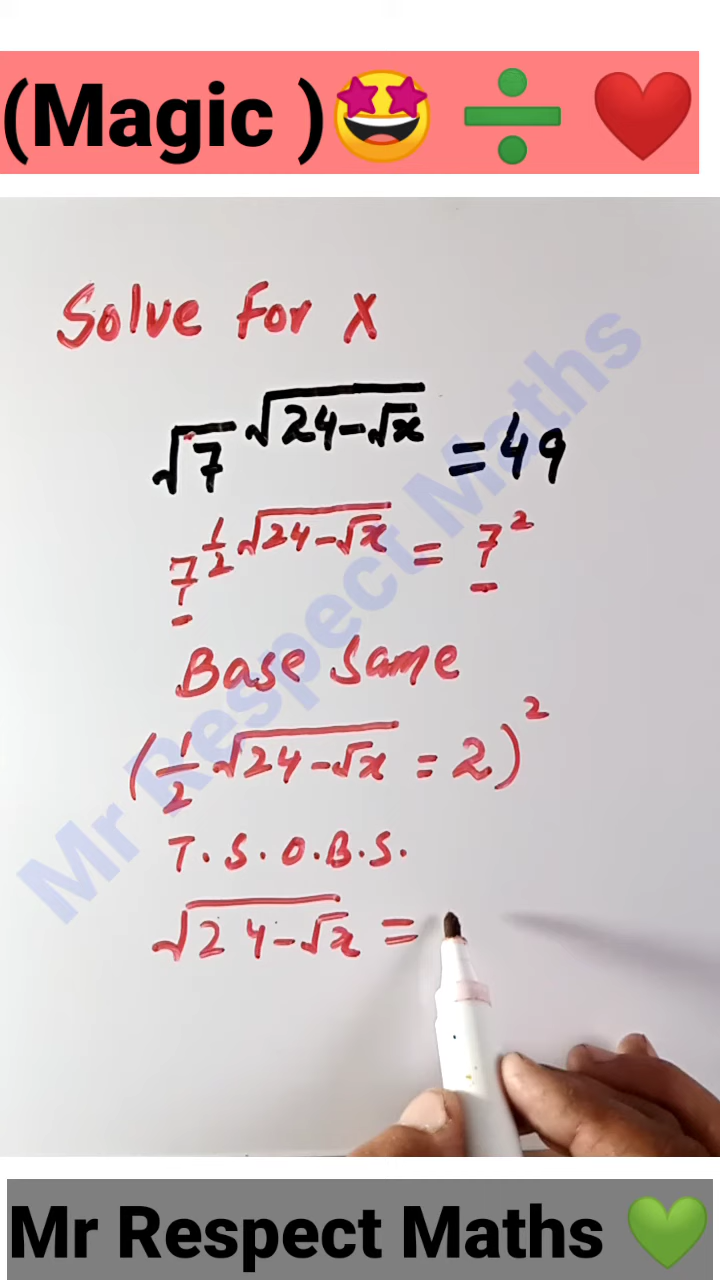 (Magic )🤩 ➗ ❤️
Solve for X
√7^√(24-√x) = 49
7^(1/2 √(24-√x)) = 7^2
Base same
(1/2 √(24-√x) = 2)^2
T.S.O.B.S.
√(24-√x) =
Mr Respect Maths
Mr Respect Maths 💚